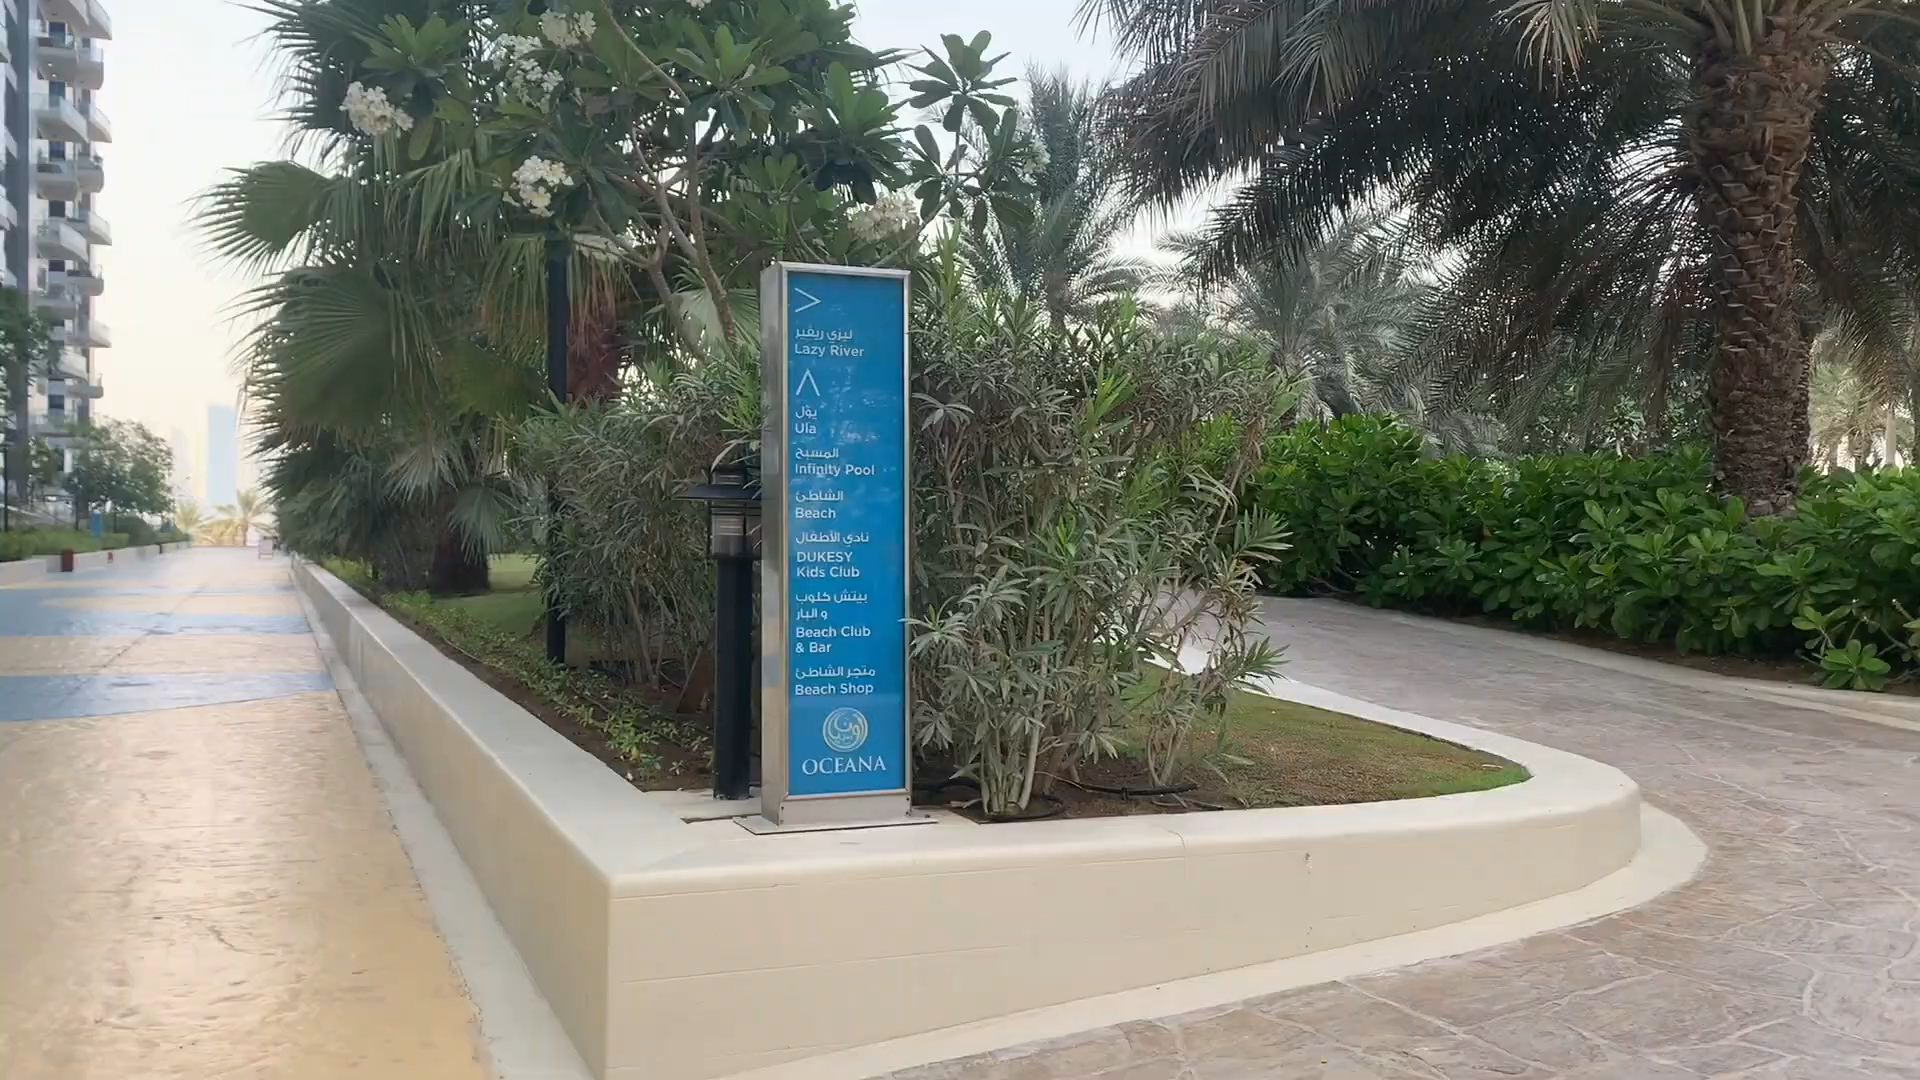 ليزي ريفير
Lazy River
يوْل
Ula
المسبح
Infinity Pool
الشاطئ
Beach
نادي الأطفال
DUKESY
Kids Club
بيتش كلوب
و البار
Beach Club
& Bar
متجر الشاطئ
Beach Shop
OCEANA